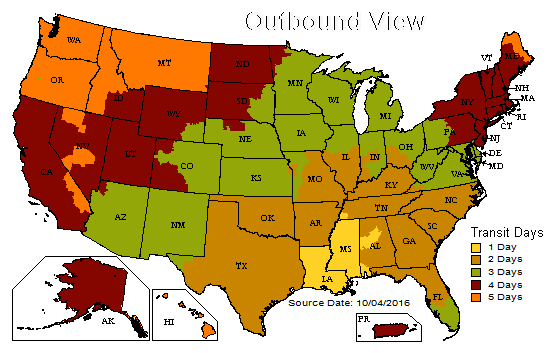 Outbound View
WA
OR
MT
ID
ND
SD
WY
NV
UT
CA
CO
NE
KS
AZ
NM
OK
TX
MN
WI
MI
IA
IL
IN
OH
MO
KY
WV
VA
PA
NY
VT
ME
NH
MA
RI
CT
NJ
DE
MD
TN
NC
SC
AR
MS
AL
GA
LA
FL
AK
HI
PR
Transit Days
1 Day
2 Days
3 Days
4 Days
5 Days
Source Date: 10/04/2016